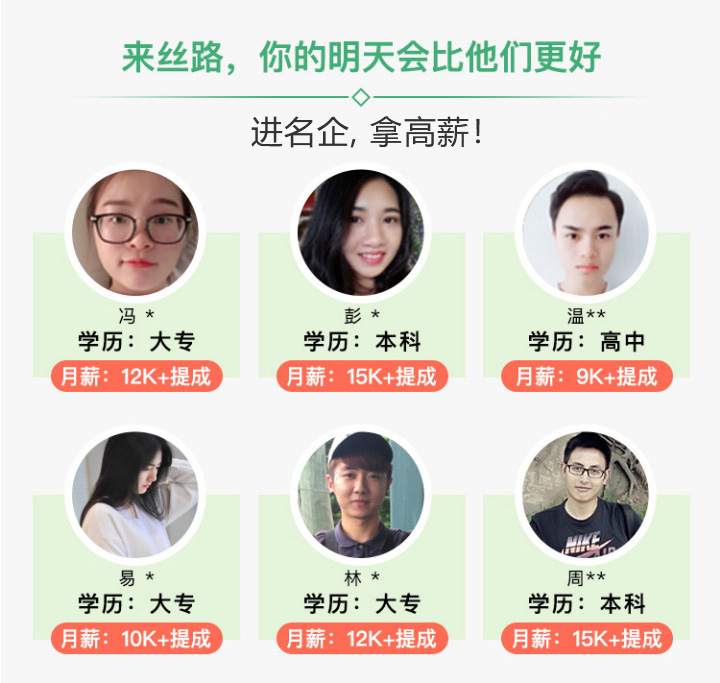 来丝路，你的明天会比他们更好
进名企, 拿高薪!
冯 *
学历：大专
月薪：12K+提成
彭 *
学历：本科
月薪：15K+提成
温**
学历：高中
月薪：9K+提成
易 *
学历：大专
月薪：10K+提成
林 *
学历：大专
月薪：12K+提成
NIKE
周**
学历：本科
月薪：15K+提成